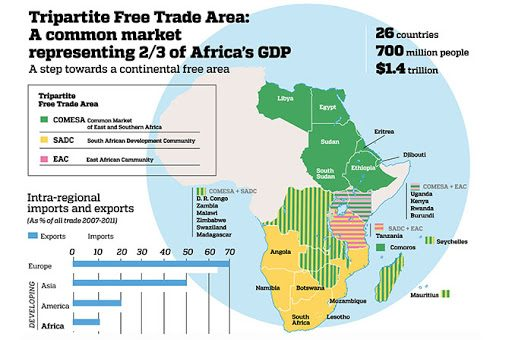 Tripartite Free Trade Area:
A common market
representing 2/3 of Africa's GDP
A step towards a continental free area
26 countries
700 million people
$1.4 trillion
Tripartite
Free Trade Area
COMESA Common Market
of East and Southern Africa
SADC South African Development Community
EAC East African Community
Libya
Egypt
Sudan
Eritrea
Djibouti
South
Sudan
Ethiopia
COMESA + SADC
D. R. Congo
Zambia
Malawi
Zimbabwe
Swaziland
Madagascar
COMESA + EAC
Uganda
Kenya
Rwanda
Burundi
SADC + EAC
Tanzania
Comoros
Seychelles
Mauritius
Angola
Namibia
Botswana
Mozambique
South
Africa
Lesotho
Intra-regional
imports and exports
(As % of all trade 2007-2011)
Exports Imports
0 10 20 30 40 50 60 70
Europe
DEVELOPING
Asia
America
Africa